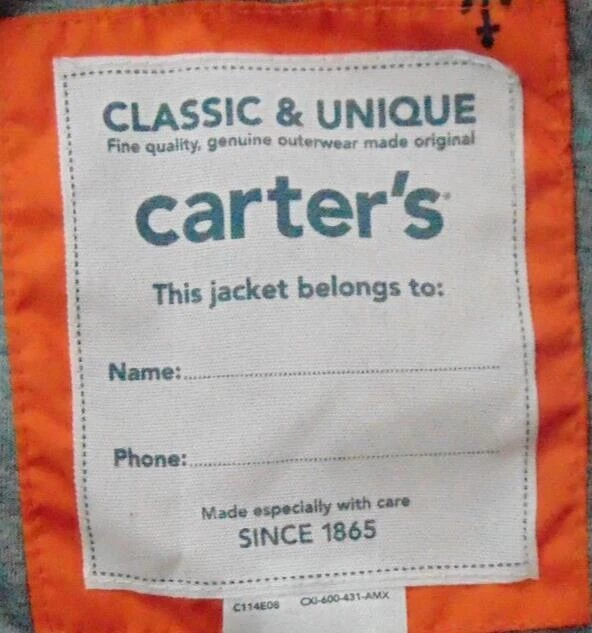 CLASSIC & UNIQUE
Fine quality, genuine outerwear made original
carter's
This jacket belongs to:
Name:
Phone:
Made especially with care
SINCE 1865
C114E06 CXI-600-431-AMX